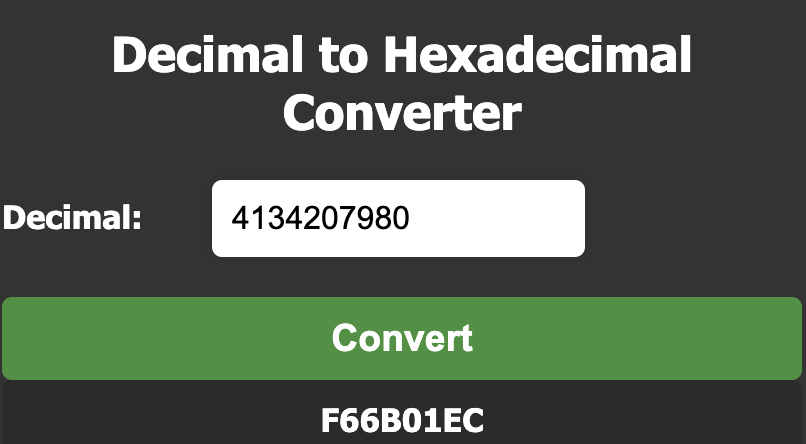 Decimal to Hexadecimal
Converter
Decimal:
4134207980
Convert
F66B01EC